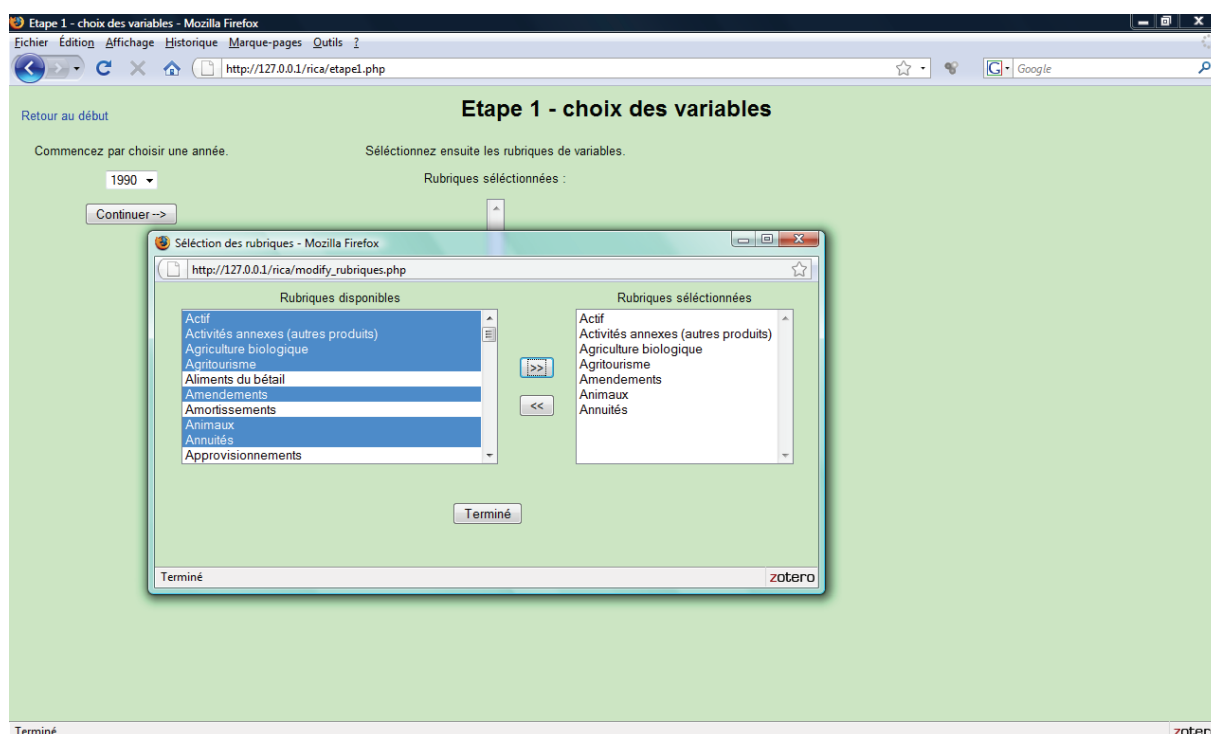 Etape 1 - choix des variables - Mozilla Firefox
Fichier Édition Affichage Historique Marque-pages Outils ?
http://127.0.0.1/rica/etape1.php
Google
Etape 1 - choix des variables
Retour au début
Commencez par choisir une année.
Séléctionnez ensuite les rubriques de variables.
1990
Rubriques séléctionnées :
Continuer -->
Séléction des rubriques - Mozilla Firefox
http://127.0.0.1/rica/modify_rubriques.php
Rubriques disponibles
Actif
Activités annexes (autres produits)
Agriculture biologique
Agritourisme
Aliments du bétail
Amendements
Amortissements
Animaux
Annuités
Approvisionnements
>>
<<
Rubriques séléctionnées
Actif
Activités annexes (autres produits)
Agriculture biologique
Agritourisme
Amendements
Animaux
Annuités
Terminé
Terminé
zotero
Terminé
zoter